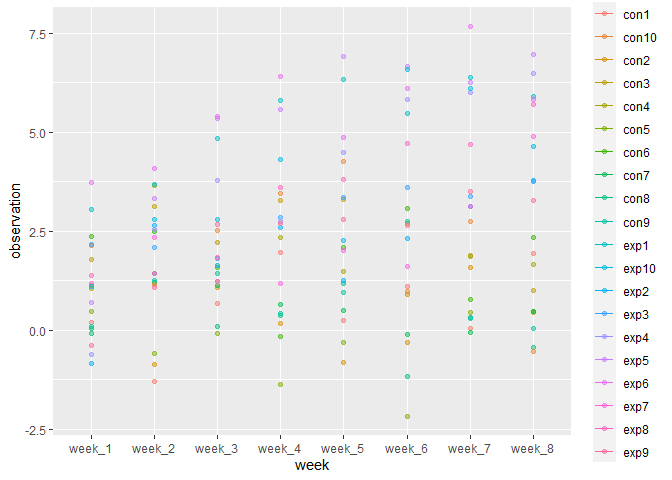 7.5
5.0
2.5
0.0
-2.5
observation
week_1 week_2 week_3 week_4 week_5 week_6 week_7 week_8
week
con1
con10
con2
con3
con4
con5
con6
con7
con8
con9
exp1
exp10
exp2
exp3
exp4
exp5
exp6
exp7
exp8
exp9